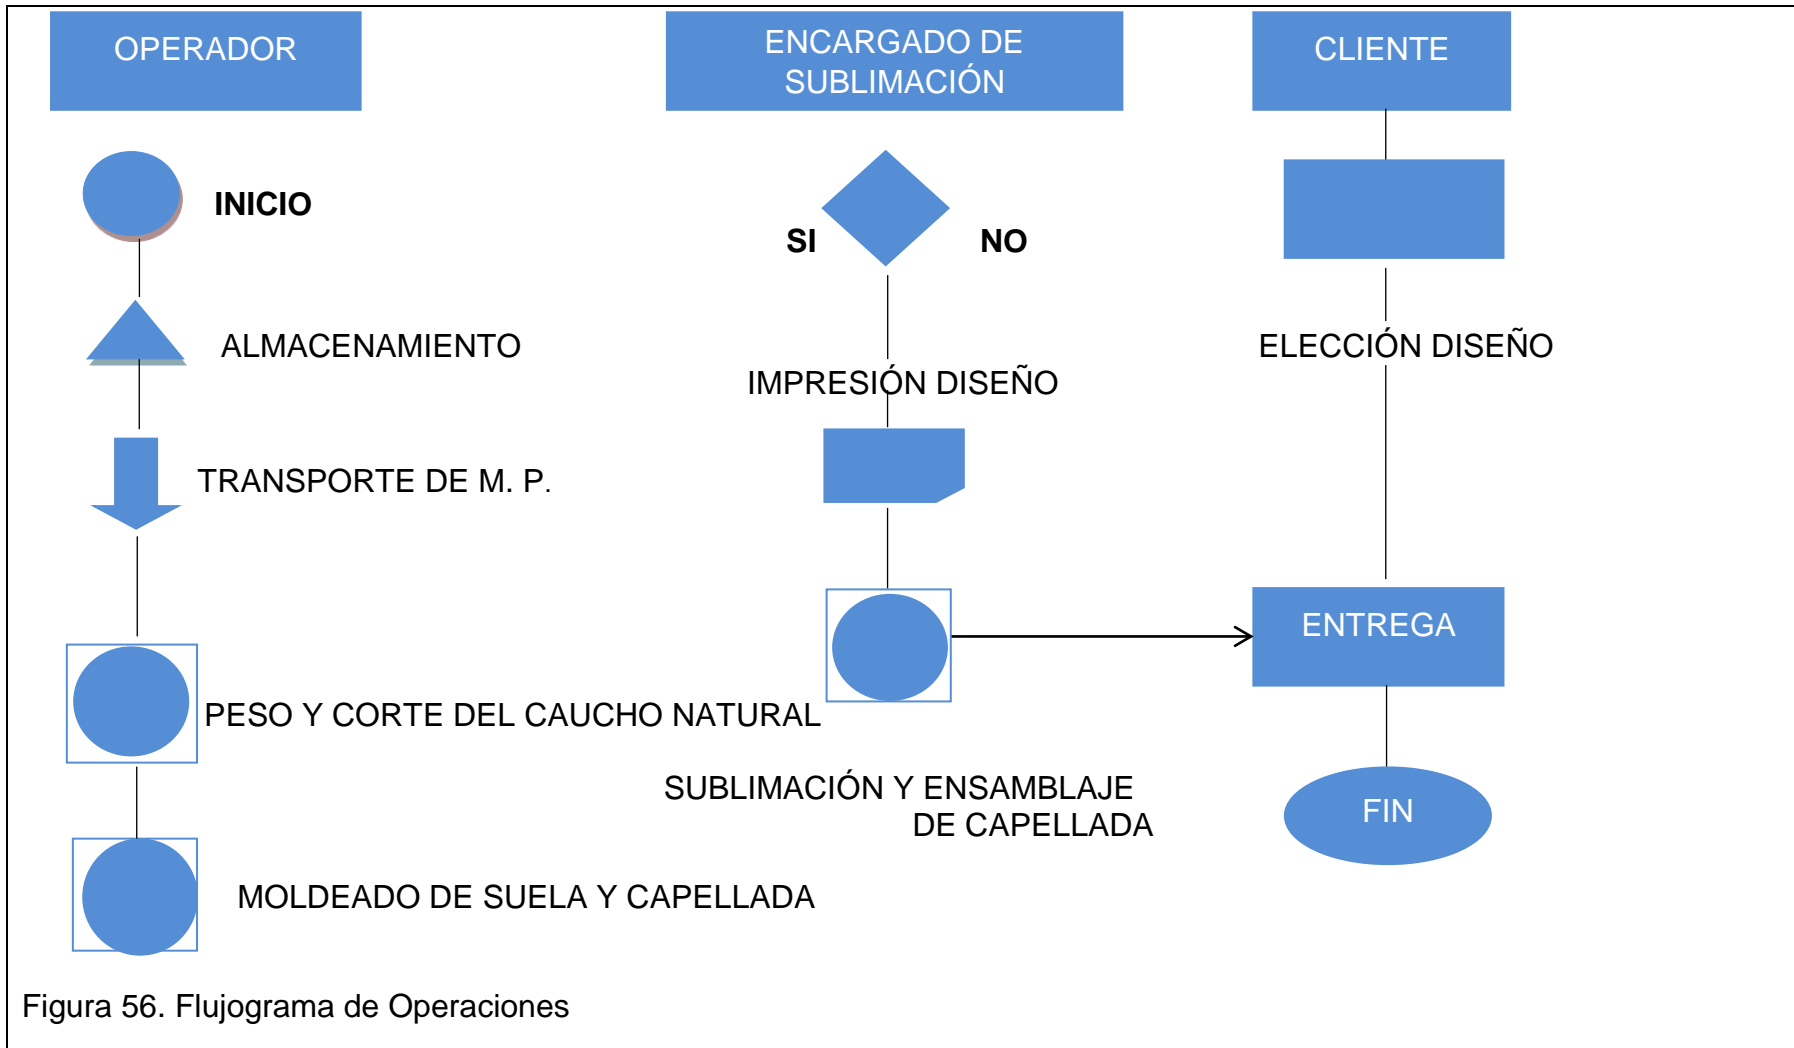 OPERADOR
INICIO
ALMACENAMIENTO
TRANSPORTE DE M. P.
PESO Y CORTE DEL CAUCHO NATURAL
MOLDEADO DE SUELA Y CAPELLADA
ENCARGADO DE
SUBLIMACIÓN
SI NO
IMPRESIÓN DISEÑO
SUBLIMACIÓN Y ENSAMBLAJE
DE CAPELLADA
CLIENTE
ELECCIÓN DISEÑO
ENTREGA
FIN
Figura 56. Flujograma de Operaciones